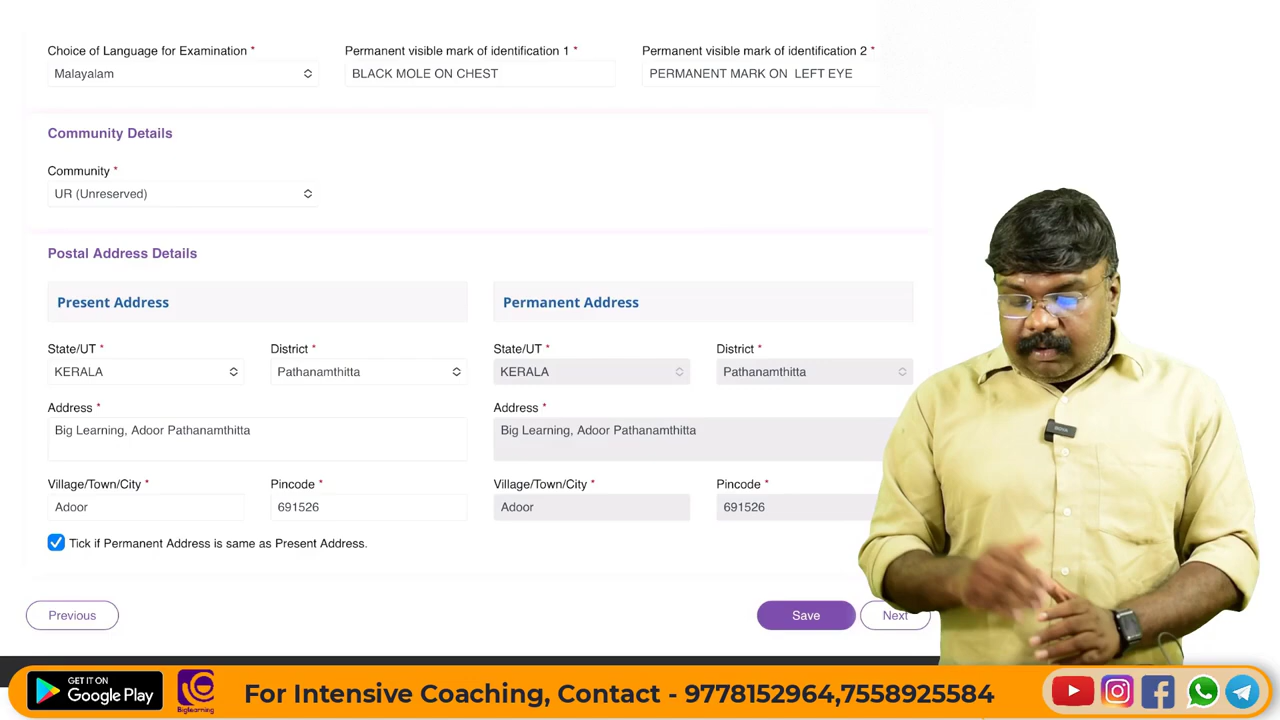 Choice of Language for Examination * Permanent visible mark of identification 1 * Permanent visible mark of identification 2 *
Malayalam BLACK MOLE ON CHEST PERMANENT MARK ON LEFT EYE
Community Details
Community *
UR (Unreserved)
Postal Address Details
Present Address Permanent Address
State/UT * District * State/UT * District *
KERALA Pathanamthitta KERALA Pathanamthitta
Address * Address *
Big Learning, Adoor Pathanamthitta Big Learning, Adoor Pathanamthitta
Village/Town/City * Pincode * Village/Town/City * Pincode *
Adoor 691526 Adoor 691526
Tick if Permanent Address is same as Present Address.
Previous Save Next
BOYA
GET IT ON
Google Play
Biglearning
For Intensive Coaching, Contact - 9778152964,7558925584